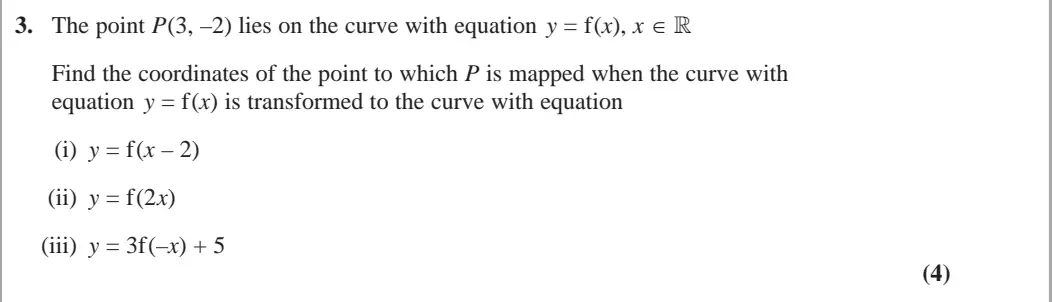 3. The point P(3, –2) lies on the curve with equation y = f(x), x ∈ ℝ
Find the coordinates of the point to which P is mapped when the curve with
equation y = f(x) is transformed to the curve with equation
(i) y = f(x – 2)
(ii) y = f(2x)
(iii) y = 3f(–x) + 5
(4)